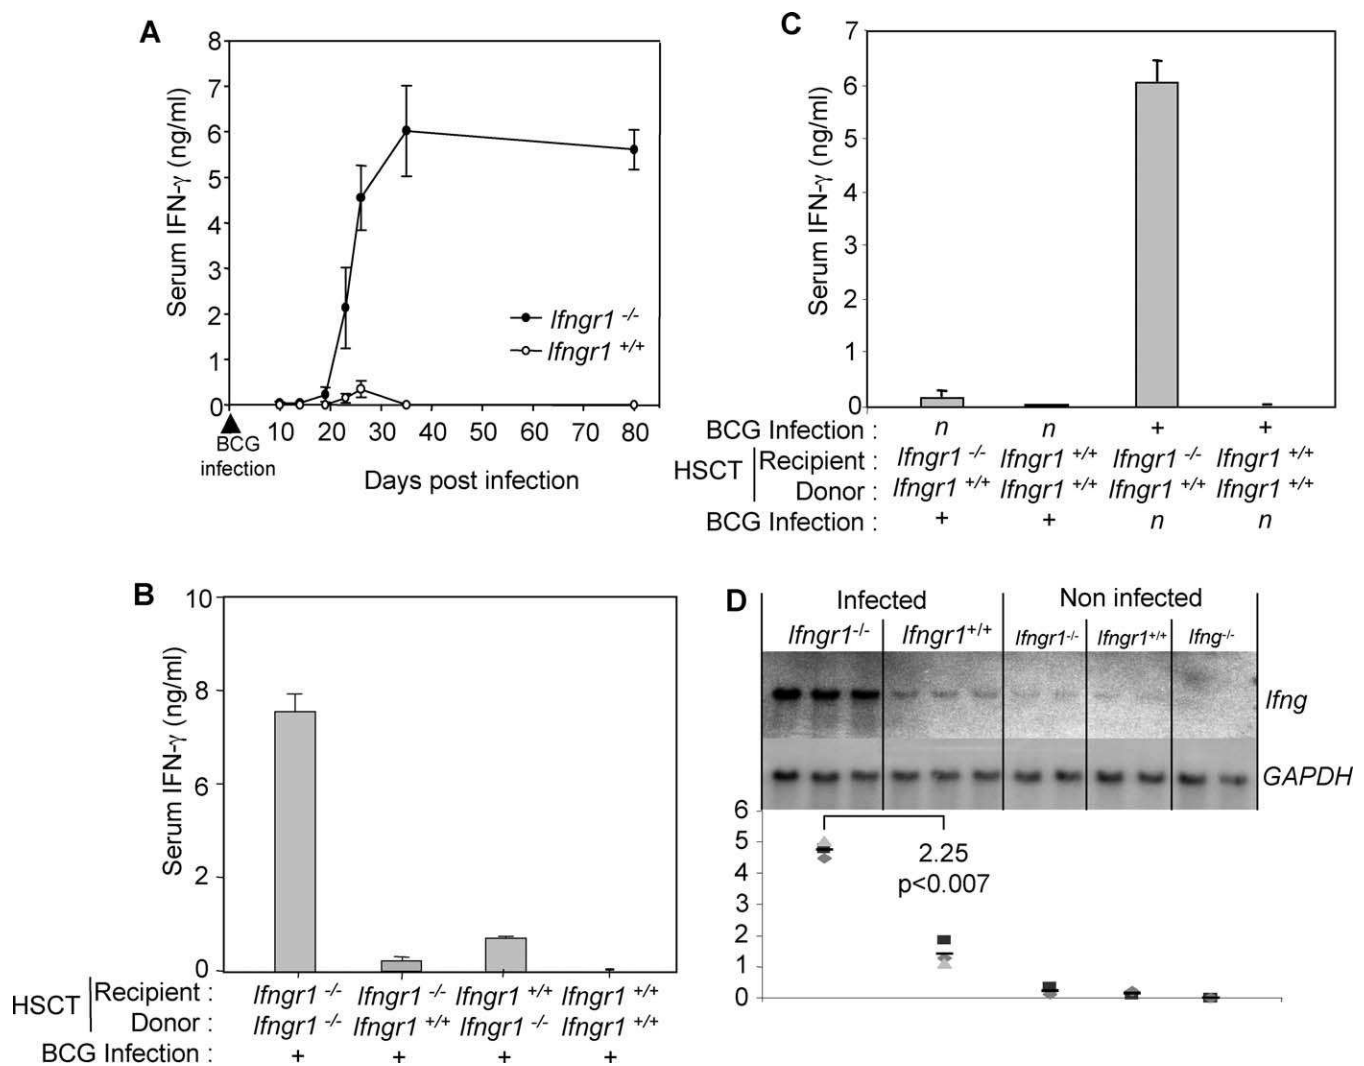 A
8
7
6
5
4
3
2
1
0
Serum IFN-γ (ng/ml)
Ifngr1 -/-
Ifngr1 +/+
10 20 30 40 50 60 70 80
BCG
infection
Days post infection
C
7
6
5
4
3
2
1
0
Serum IFN-γ (ng/ml)
BCG Infection : n n + +
HSCT
Recipient : Ifngr1 -/- Ifngr1 +/+ Ifngr1 -/- Ifngr1 +/+
Donor : Ifngr1 +/+ Ifngr1 +/+ Ifngr1 +/+ Ifngr1 +/+
BCG Infection : + + n n
B
10
8
6
2
0
Serum IFN-γ (ng/ml)
HSCT
Recipient : Ifngr1 -/- Ifngr1 -/- Ifngr1 +/+ Ifngr1 +/+
Donor : Ifngr1 -/- Ifngr1 +/+ Ifngr1 -/- Ifngr1 +/+
BCG Infection : + + + +
D
Infected Non infected
Ifngr1-/- Ifngr1+/+ Ifngr1-/- Ifngr1+/+ Ifng-/-
Ifng
GAPDH
6
5
4
3
2
1
0
2.25
p<0.007